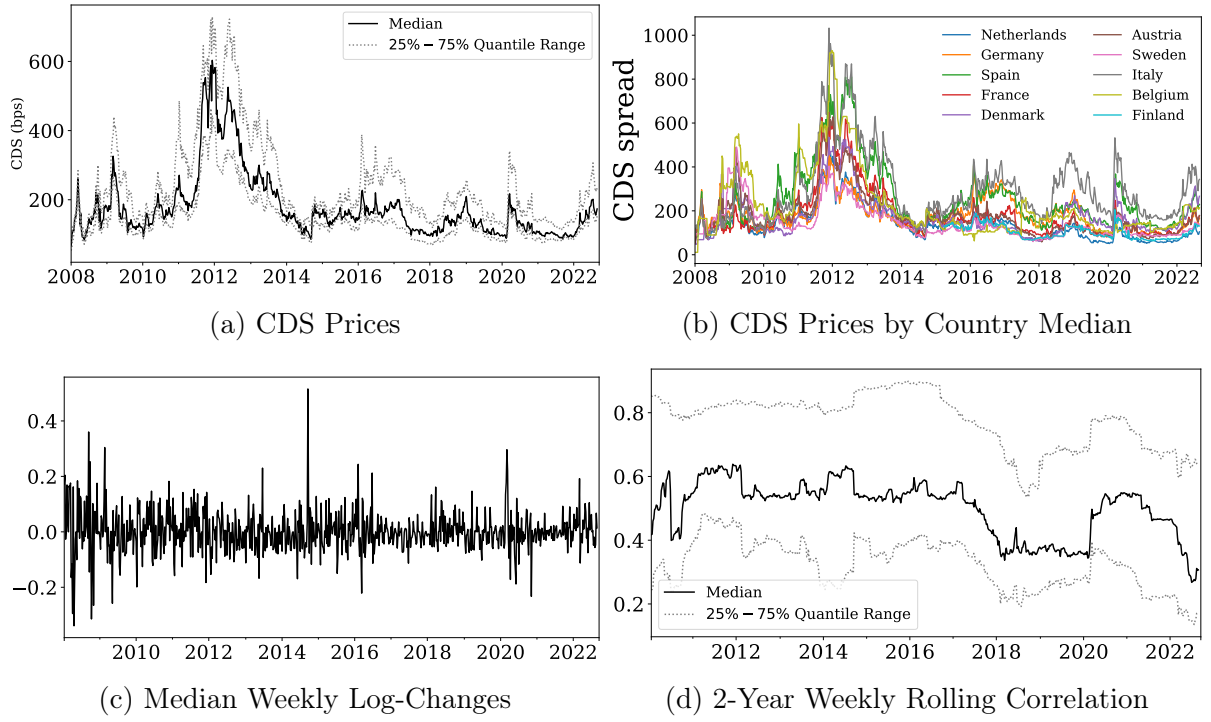 Median
25% − 75% Quantile Range
CDS (bps)
600
400
200
2008 2010 2012 2014 2016 2018 2020 2022
(a) CDS Prices
Netherlands
Germany
Spain
France
Denmark
Austria
Sweden
Italy
Belgium
Finland
CDS spread
1000
800
600
400
200
0
2008 2010 2012 2014 2016 2018 2020 2022
(b) CDS Prices by Country Median
0.4
0.2
0.0
−0.2
2010 2012 2014 2016 2018 2020 2022
(c) Median Weekly Log-Changes
0.8
0.6
0.4
0.2
Median
25% − 75% Quantile Range
2012 2014 2016 2018 2020 2022
(d) 2-Year Weekly Rolling Correlation